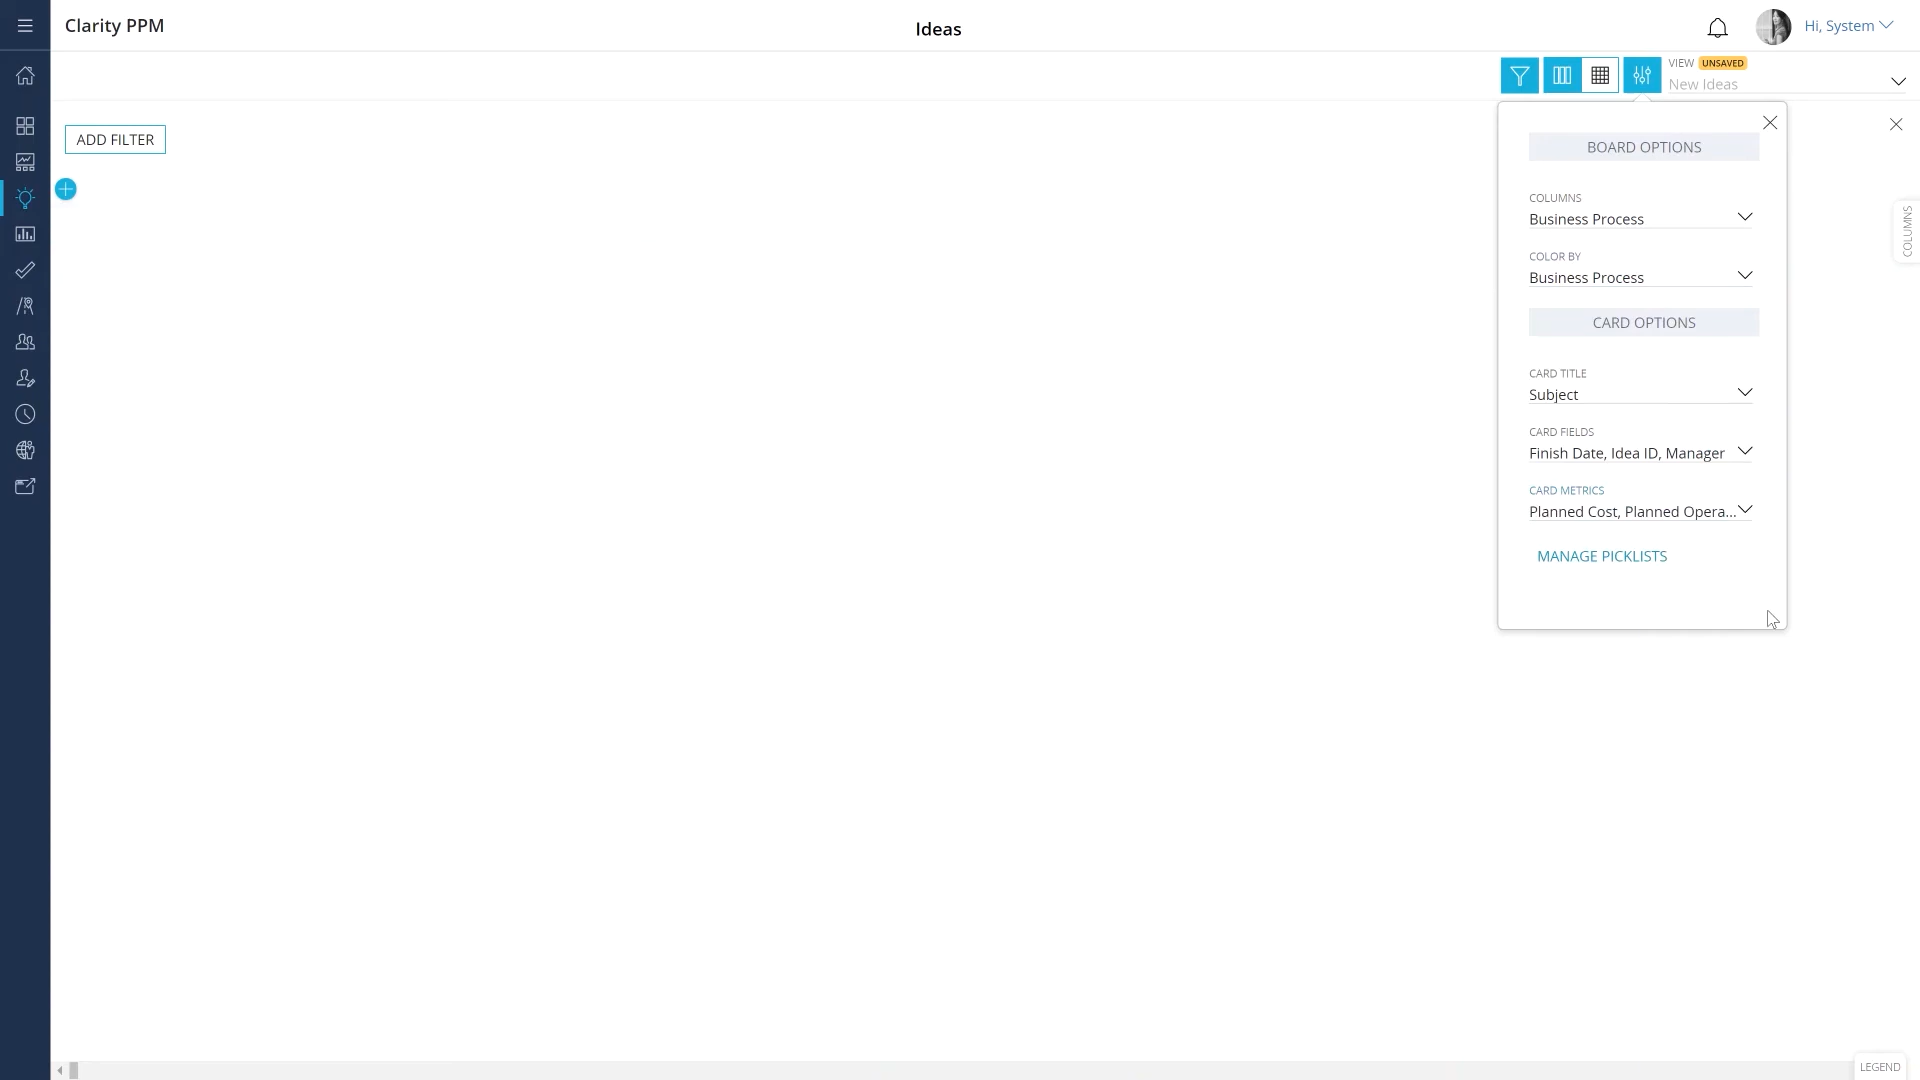 Clarity PPM
Ideas
Hi, System
VIEW UNSAVED
New Ideas
ADD FILTER
BOARD OPTIONS
COLUMNS
Business Process
COLOR BY
Business Process
CARD OPTIONS
CARD TITLE
Subject
CARD FIELDS
Finish Date, Idea ID, Manager
CARD METRICS
Planned Cost, Planned Opera...
MANAGE PICKLISTS
COLUMNS
LEGEND